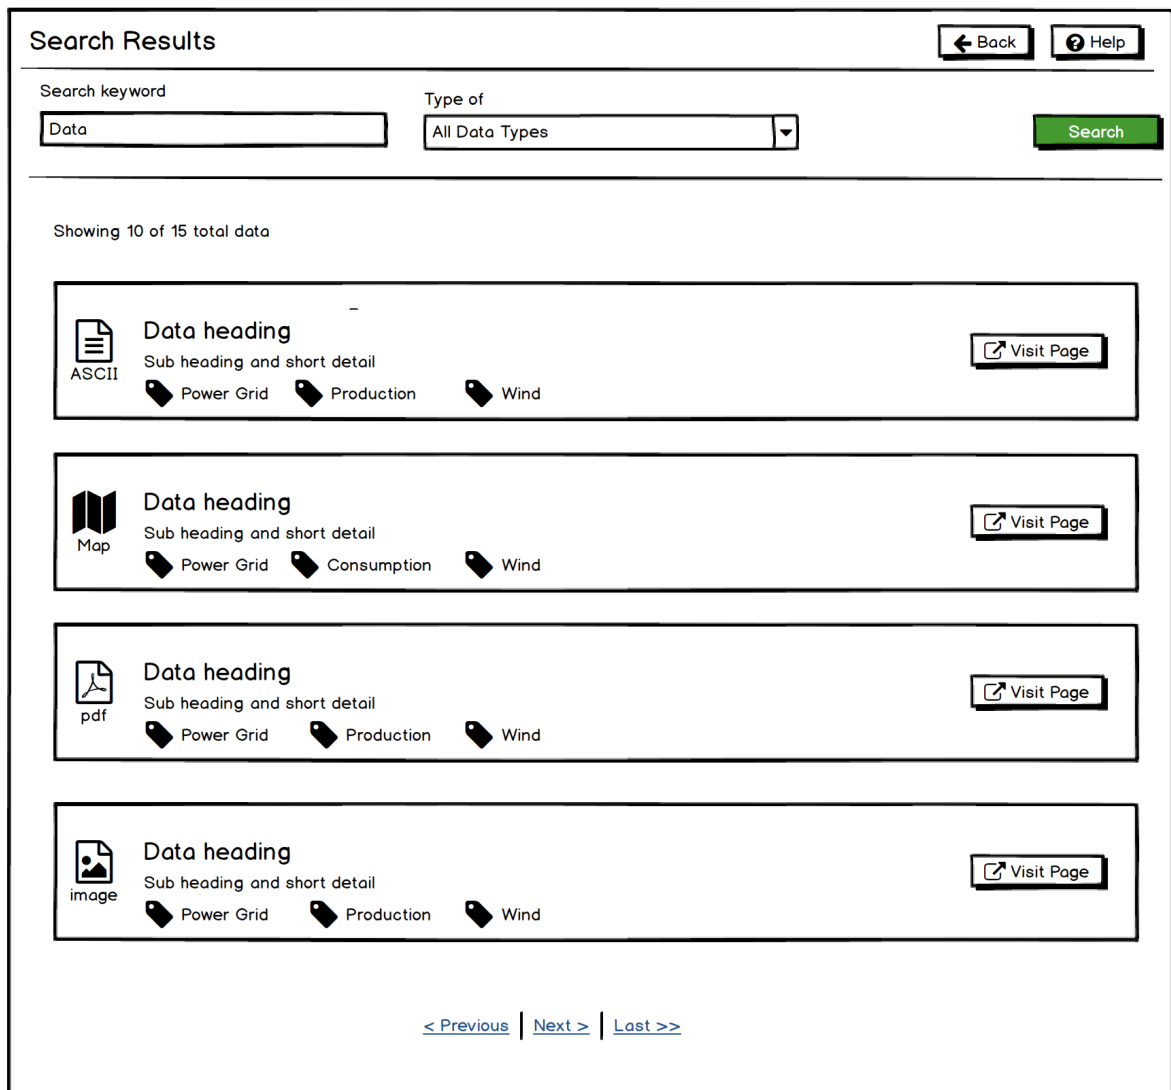 Search Results
Back
Help
Search keyword
Type of
Data
All Data Types
Search
Showing 10 of 15 total data
Data heading
Sub heading and short detail
ASCII
Power Grid Production Wind
Visit Page
Data heading
Sub heading and short detail
Map
Power Grid Consumption Wind
Visit Page
Data heading
Sub heading and short detail
pdf
Power Grid Production Wind
Visit Page
Data heading
Sub heading and short detail
image
Power Grid Production Wind
Visit Page
< Previous | Next > | Last >>